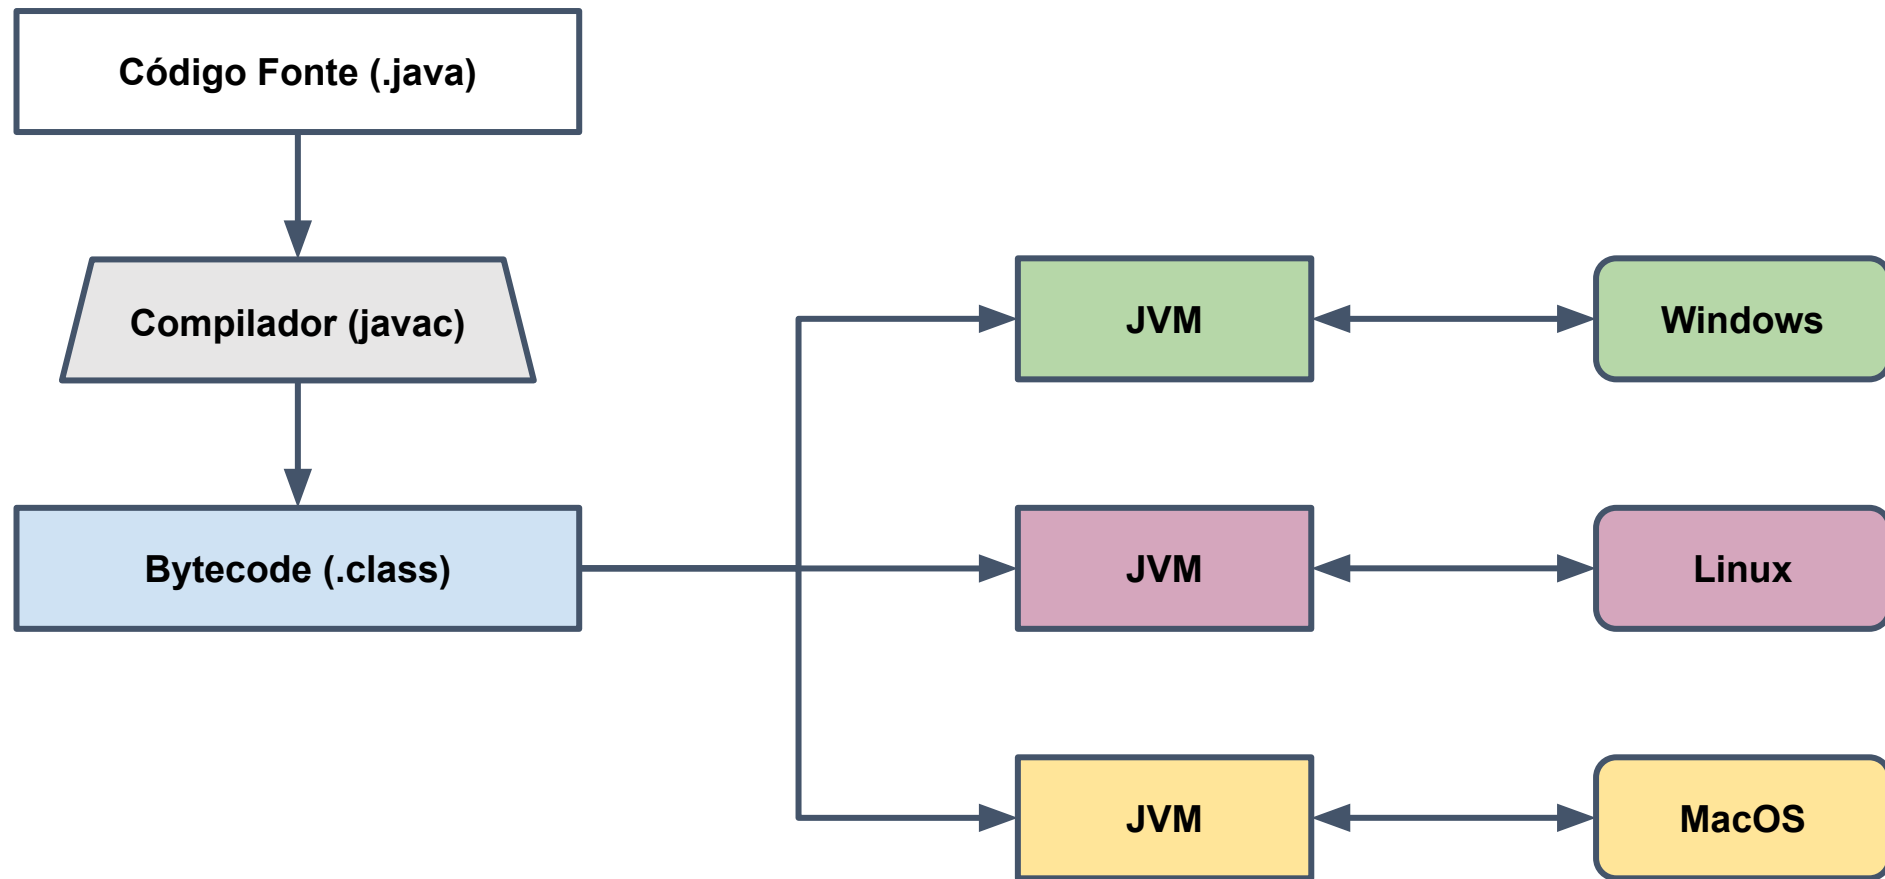 Código Fonte (.java)
Compilador (javac)
JVM
Windows
Bytecode (.class)
JVM
Linux
JVM
MacOS